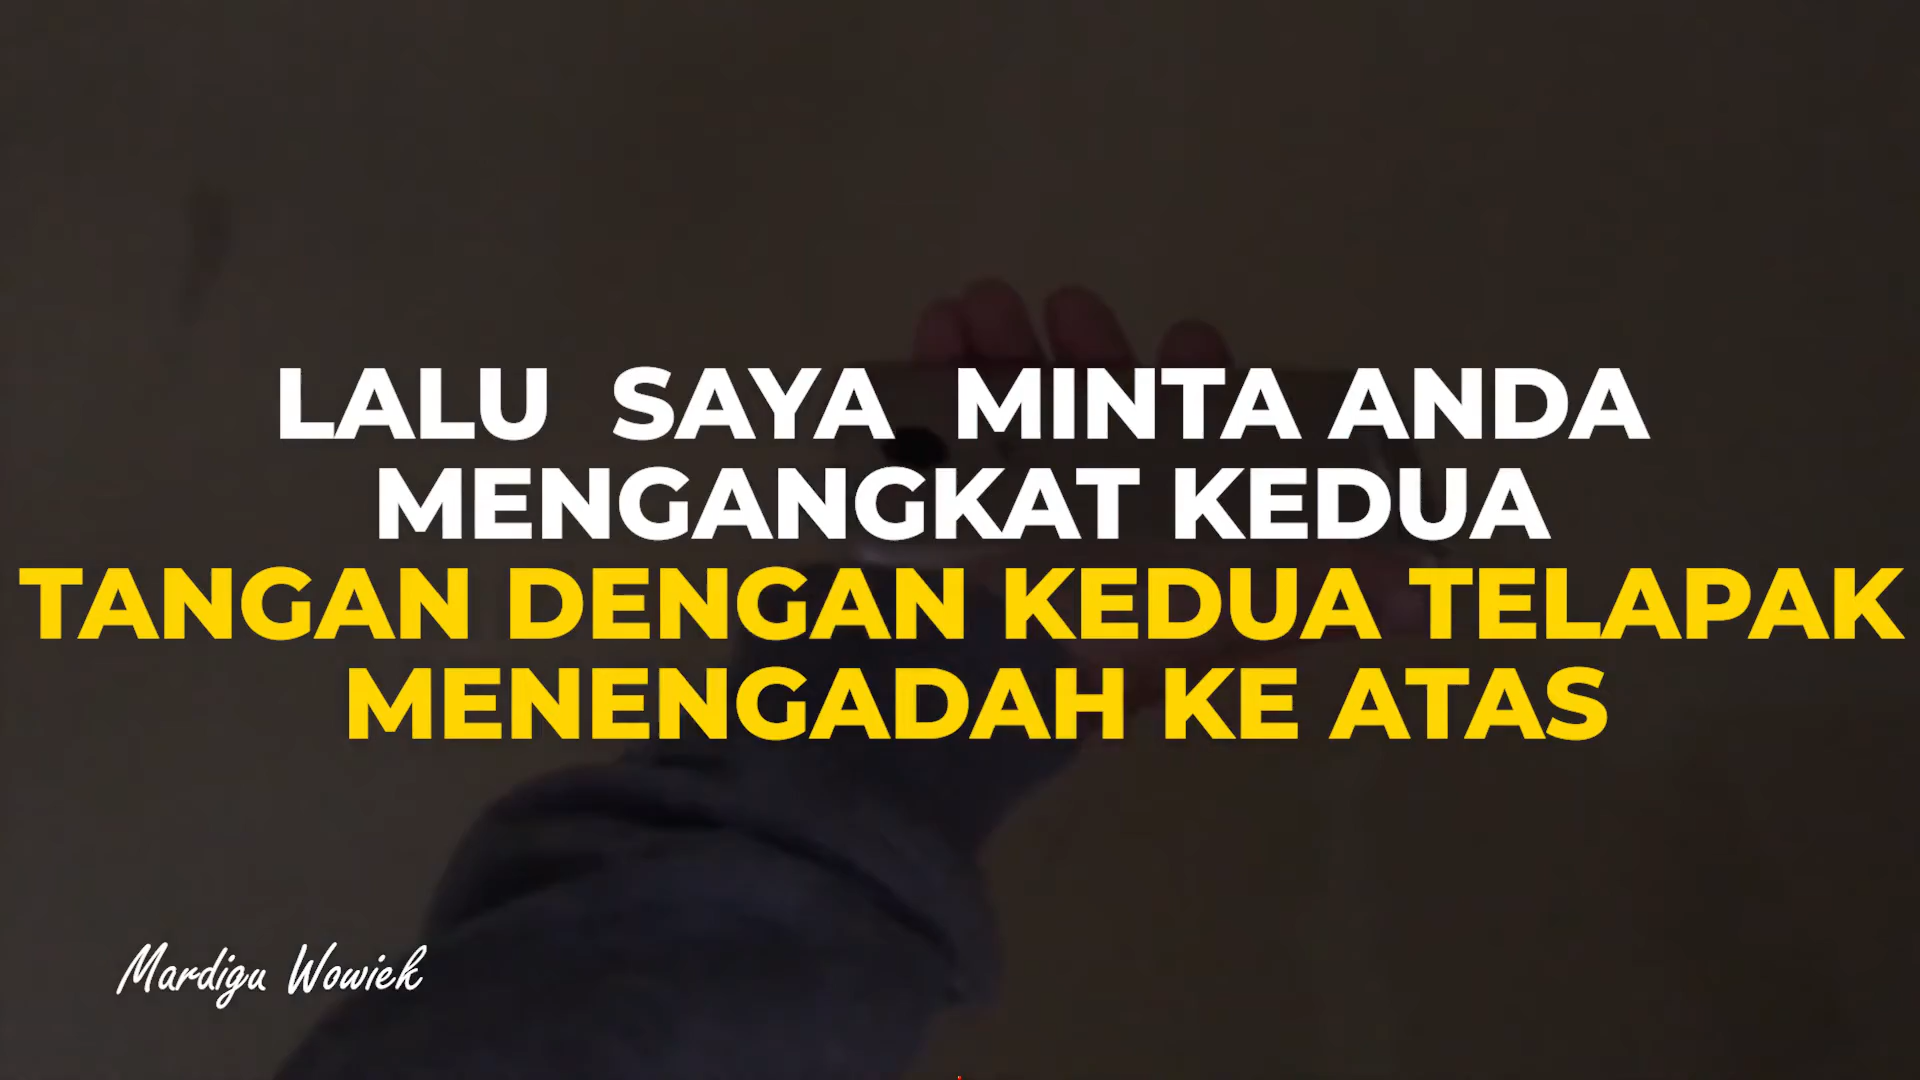 LALU SAYA MINTA ANDA
MENGANGKAT KEDUA
TANGAN DENGAN KEDUA TELAPAK
MENENGADAH KE ATAS
Mardigu Wowiek